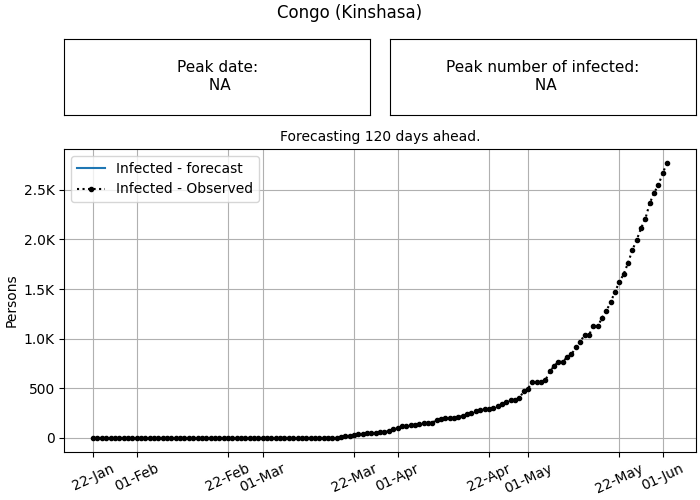 Congo (Kinshasa)
Peak date:
NA
Peak number of infected:
NA
Forecasting 120 days ahead.
Infected - forecast
Infected - Observed
Persons
2.5K
2.0K
1.5K
1.0K
500
0
22-Jan
01-Feb
22-Feb
01-Mar
22-Mar
01-Apr
22-Apr
01-May
22-May
01-Jun